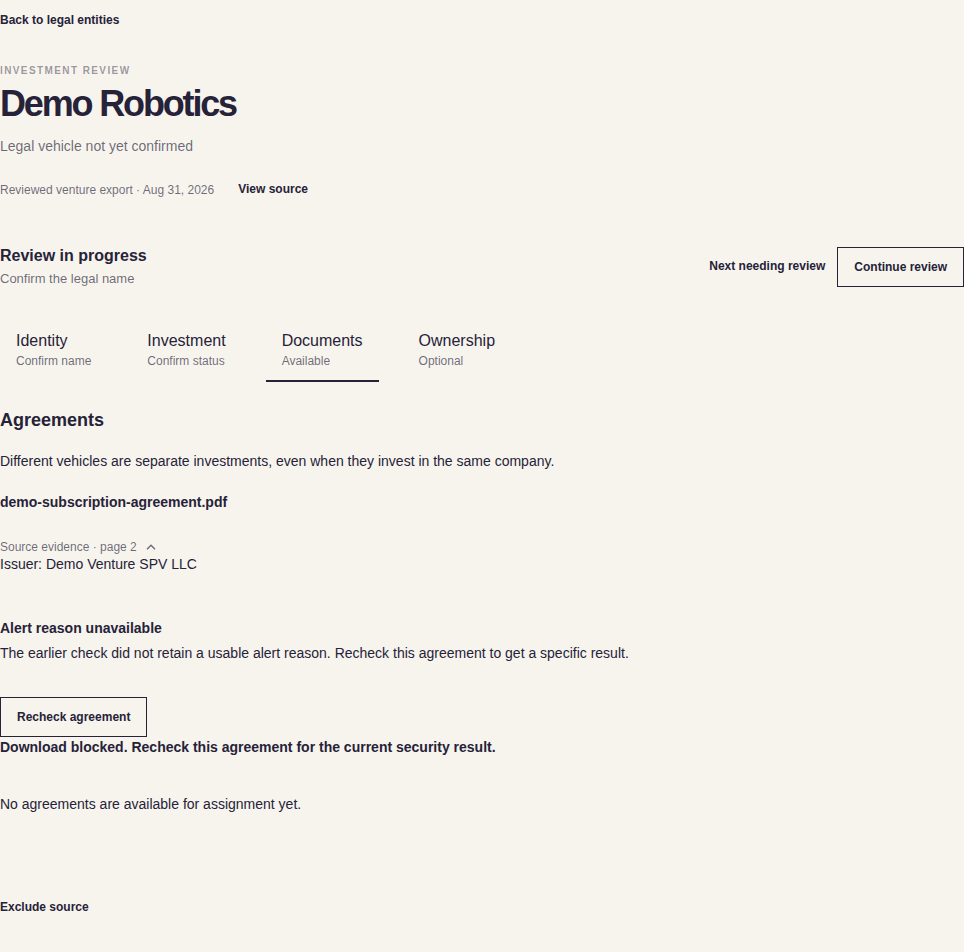 Back to legal entities
INVESTMENT REVIEW
Demo Robotics
Legal vehicle not yet confirmed
Reviewed venture export · Aug 31, 2026 View source
Review in progress
Confirm the legal name
Next needing review Continue review
Identity Investment Documents Ownership
Confirm name Confirm status Available Optional
Agreements
Different vehicles are separate investments, even when they invest in the same company.
demo-subscription-agreement.pdf
Source evidence · page 2
Issuer: Demo Venture SPV LLC
Alert reason unavailable
The earlier check did not retain a usable alert reason. Recheck this agreement to get a specific result.
Recheck agreement
Download blocked. Recheck this agreement for the current security result.
No agreements are available for assignment yet.
Exclude source